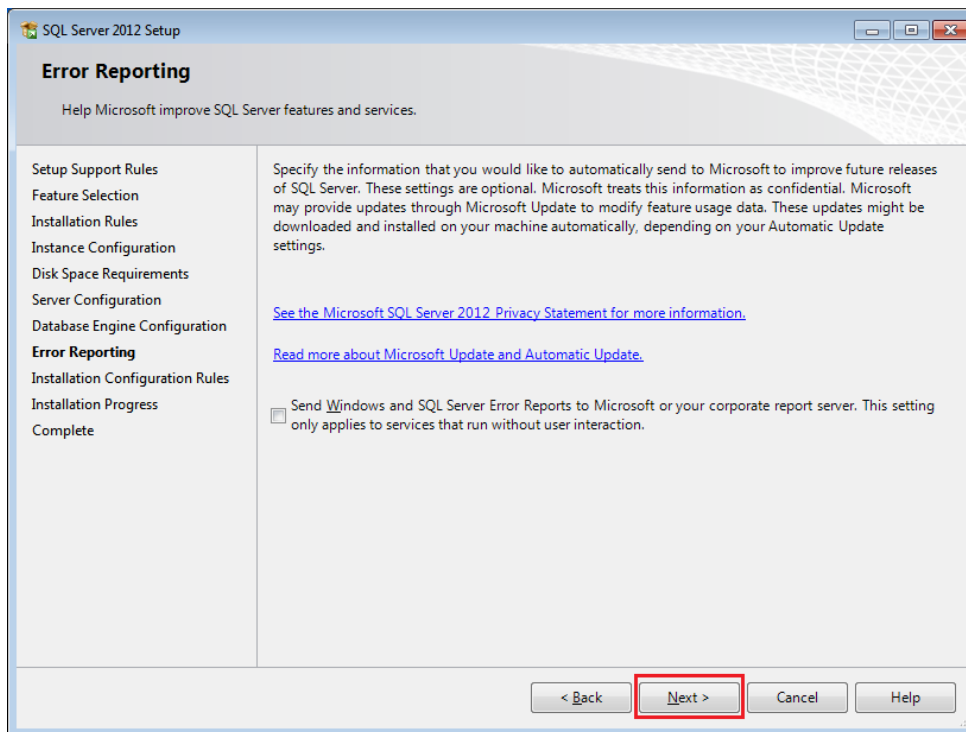 SQL Server 2012 Setup
Error Reporting
Help Microsoft improve SQL Server features and services.
Setup Support Rules
Feature Selection
Installation Rules
Instance Configuration
Disk Space Requirements
Server Configuration
Database Engine Configuration
Error Reporting
Installation Configuration Rules
Installation Progress
Complete
Specify the information that you would like to automatically send to Microsoft to improve future releases
of SQL Server. These settings are optional. Microsoft treats this information as confidential. Microsoft
may provide updates through Microsoft Update to modify feature usage data. These updates might be
downloaded and installed on your machine automatically, depending on your Automatic Update
settings.
See the Microsoft SQL Server 2012 Privacy Statement for more information.
Read more about Microsoft Update and Automatic Update.
Send Windows and SQL Server Error Reports to Microsoft or your corporate report server. This setting
only applies to services that run without user interaction.
< Back
Next >
Cancel
Help